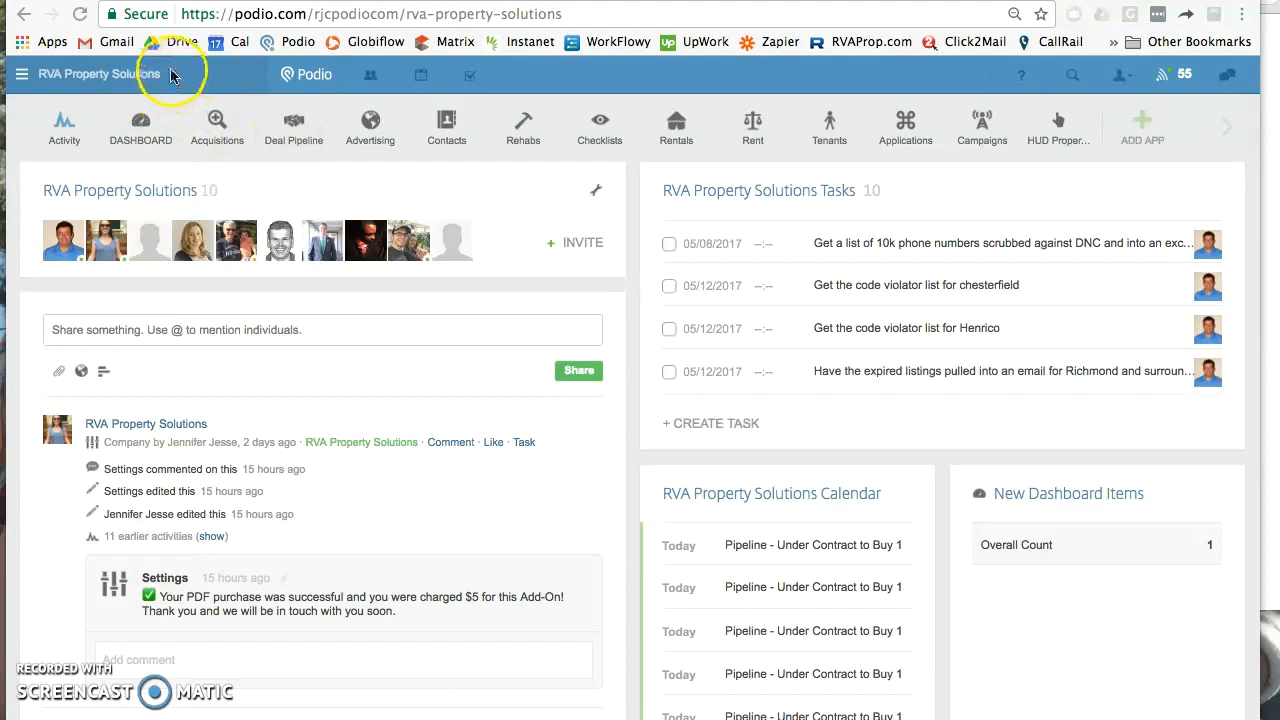 Secure https://podio.com/rjcpodiocom/rva-property-solutions
Apps Gmail Drive 17 Cal Podio Globiflow Matrix Instanet WorkFlowy Up UpWork Zapier RVAProp.com Click2Mail CallRail » Other Bookmarks
RVA Property Solutions Podio ? 55
Activity DASHBOARD Acquisitions Deal Pipeline Advertising Contacts Rehabs Checklists Rentals Rent Tenants Applications Campaigns HUD Proper... ADD APP
RVA Property Solutions 10
+ INVITE
Share something. Use @ to mention individuals.
Share
RVA Property Solutions
Company by Jennifer Jesse, 2 days ago · RVA Property Solutions · Comment · Like · Task
Settings commented on this 15 hours ago
Settings edited this 15 hours ago
Jennifer Jesse edited this 15 hours ago
11 earlier activities (show)
Settings 15 hours ago
Your PDF purchase was successful and you were charged $5 for this Add-On!
Thank you and we will be in touch with you soon.
Add comment
RVA Property Solutions Tasks 10
05/08/2017 --:-- Get a list of 10k phone numbers scrubbed against DNC and into an exc...
05/12/2017 --:-- Get the code violator list for chesterfield
05/12/2017 --:-- Get the code violator list for Henrico
05/12/2017 --:-- Have the expired listings pulled into an email for Richmond and surroun...
+ CREATE TASK
RVA Property Solutions Calendar
Today Pipeline - Under Contract to Buy 1
Today Pipeline - Under Contract to Buy 1
Today Pipeline - Under Contract to Buy 1
Today Pipeline - Under Contract to Buy 1
Today Pipeline - Under Contract to Buy 1
New Dashboard Items
Overall Count 1
RECORDED WITH
SCREENCAST MATIC